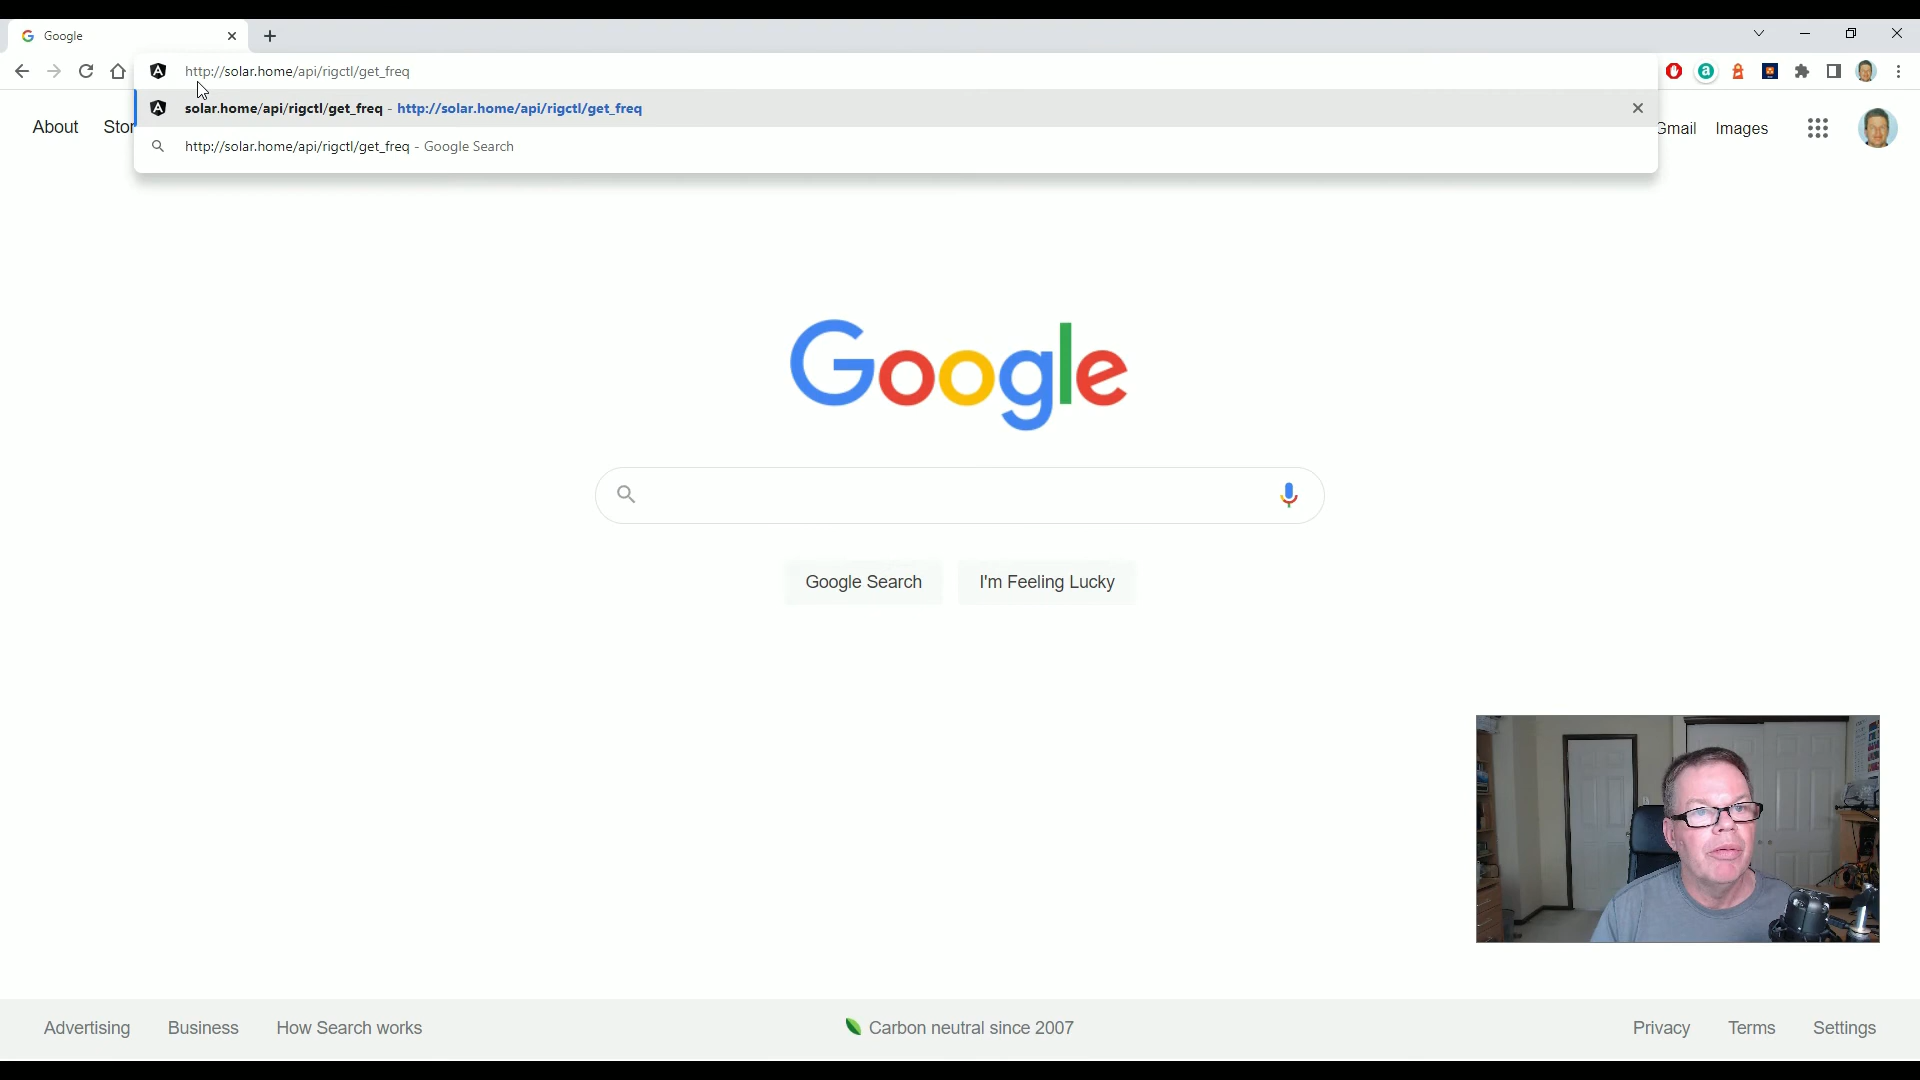 Google
http://solar.home/api/rigctl/get_freq
solar.home/api/rigctl/get_freq - http://solar.home/api/rigctl/get_freq
http://solar.home/api/rigctl/get_freq - Google Search
About Stor Gmail Images
Google
Google Search I'm Feeling Lucky
Advertising Business How Search works Carbon neutral since 2007 Privacy Terms Settings